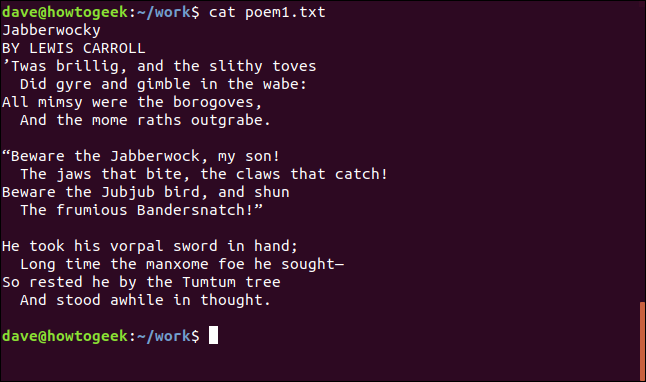 dave@howtogeek:~/work$ cat poem1.txt
Jabberwocky
BY LEWIS CARROLL
’Twas brillig, and the slithy toves
  Did gyre and gimble in the wabe:
All mimsy were the borogoves,
  And the mome raths outgrabe.

“Beware the Jabberwock, my son!
  The jaws that bite, the claws that catch!
Beware the Jubjub bird, and shun
  The frumious Bandersnatch!”

He took his vorpal sword in hand;
  Long time the manxome foe he sought—
So rested he by the Tumtum tree
  And stood awhile in thought.

dave@howtogeek:~/work$